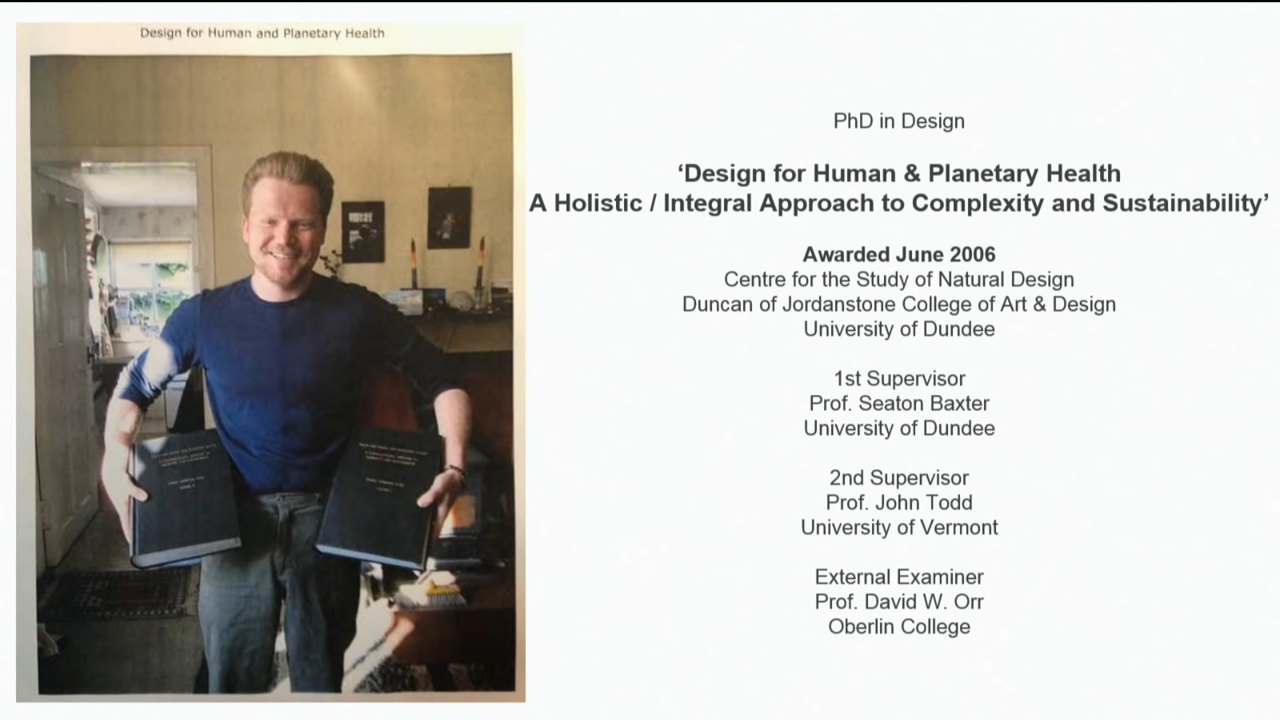 Design for Human and Planetary Health
PhD in Design
‘Design for Human & Planetary Health
A Holistic / Integral Approach to Complexity and Sustainability’
Awarded June 2006
Centre for the Study of Natural Design
Duncan of Jordanstone College of Art & Design
University of Dundee
1st Supervisor
Prof. Seaton Baxter
University of Dundee
2nd Supervisor
Prof. John Todd
University of Vermont
External Examiner
Prof. David W. Orr
Oberlin College